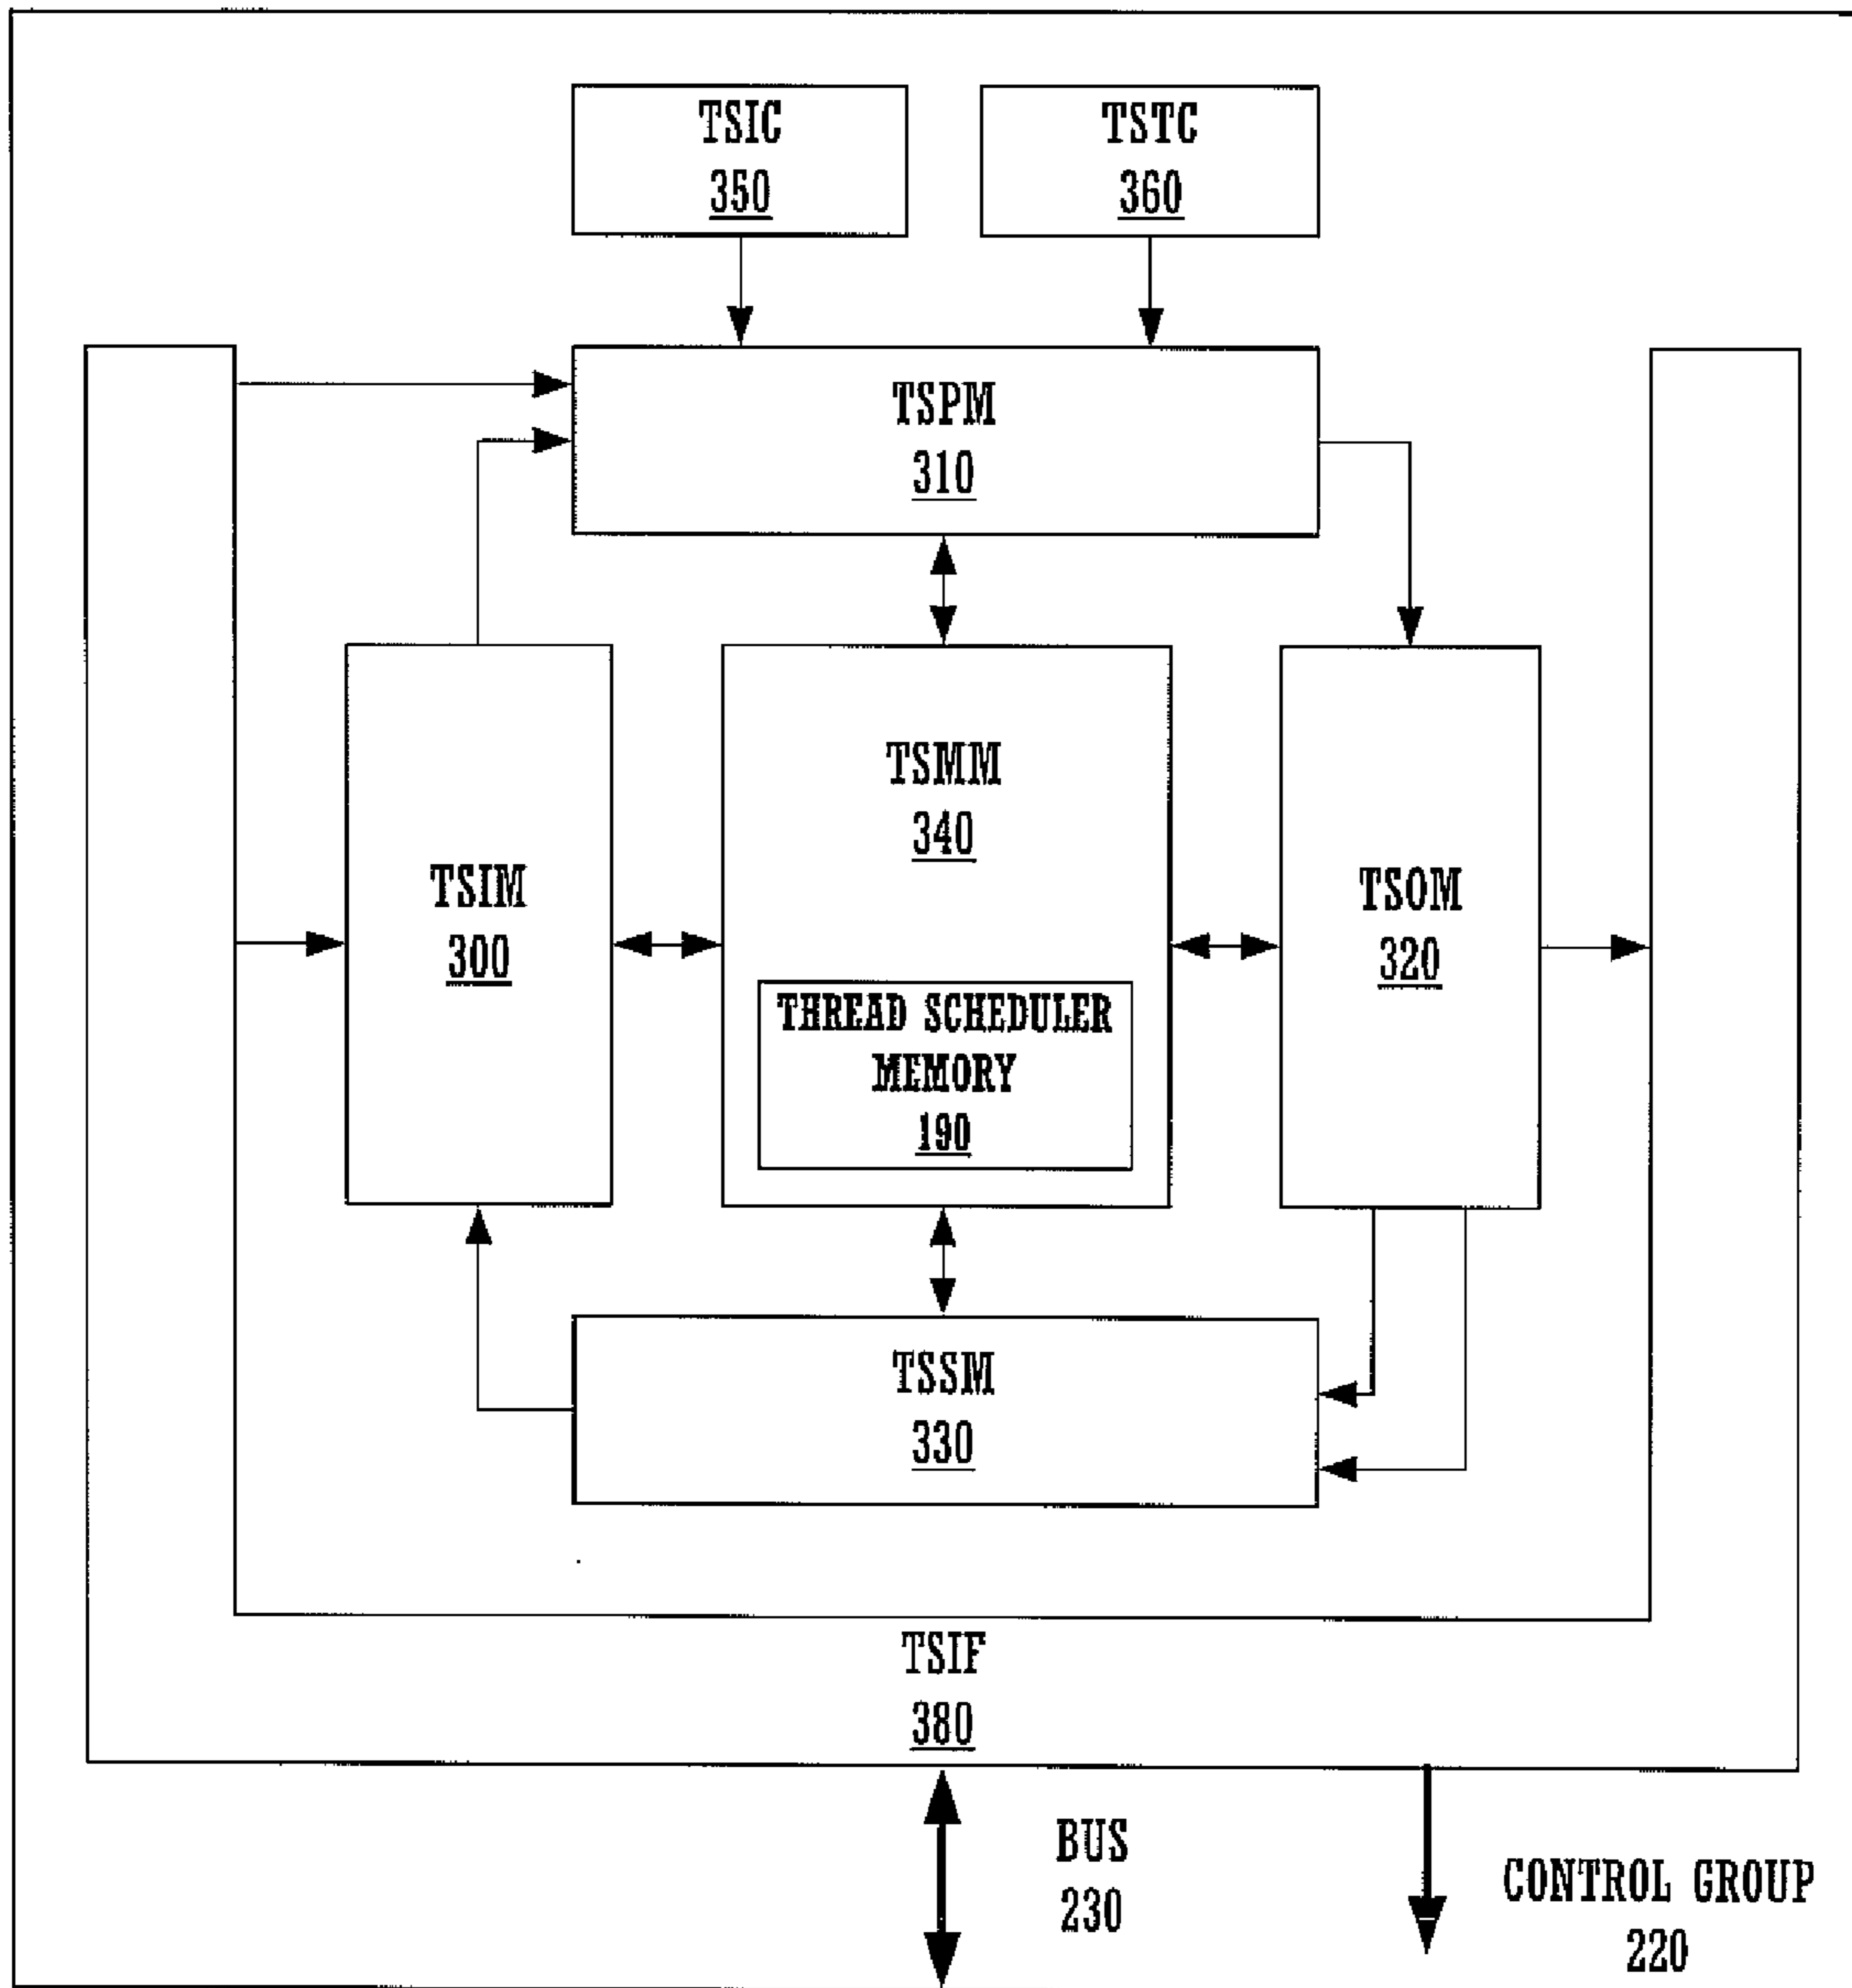 TSIC
350
TSTC
360
TSPM
310
TSIM
300
TSMM
340
THREAD SCHEDULER
MEMORY
190
TSOM
320
TSSM
330
TSIF
380
BUS
230
CONTROL GROUP
220